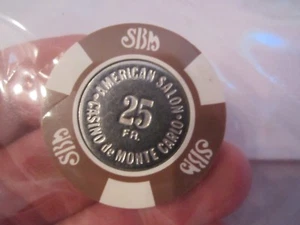 SBM
AMERICAN SALON
25
FR.
CASINO de MONTE CARLO
SBM
SBM